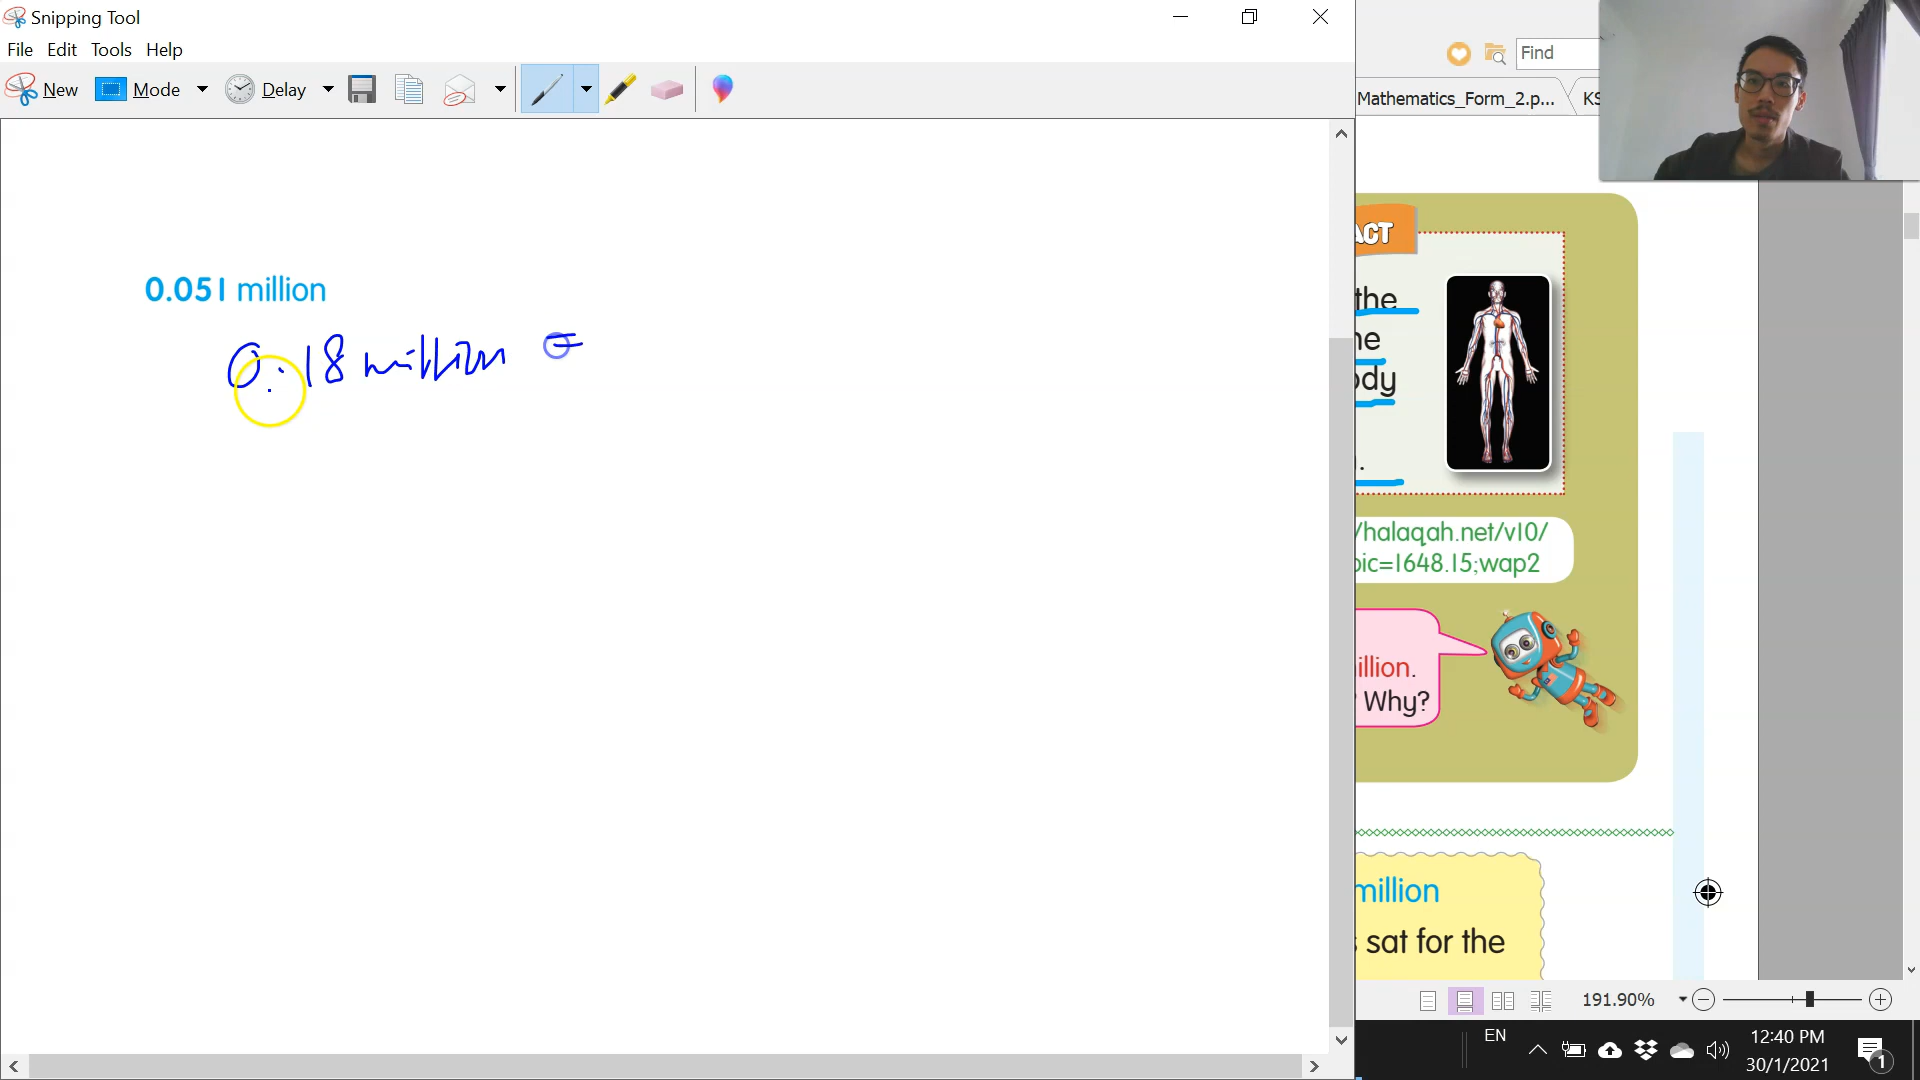 Snipping Tool
File Edit Tools Help
New Mode Delay
Find
Mathematics_Form_2.p... KS
0.051 million
0.18 million =
ACT
the
dy
/halaqah.net/v10/
pic=1648.15;wap2
illion.
? Why?
million
sat for the
191.90%
EN
12:40 PM
30/1/2021
1